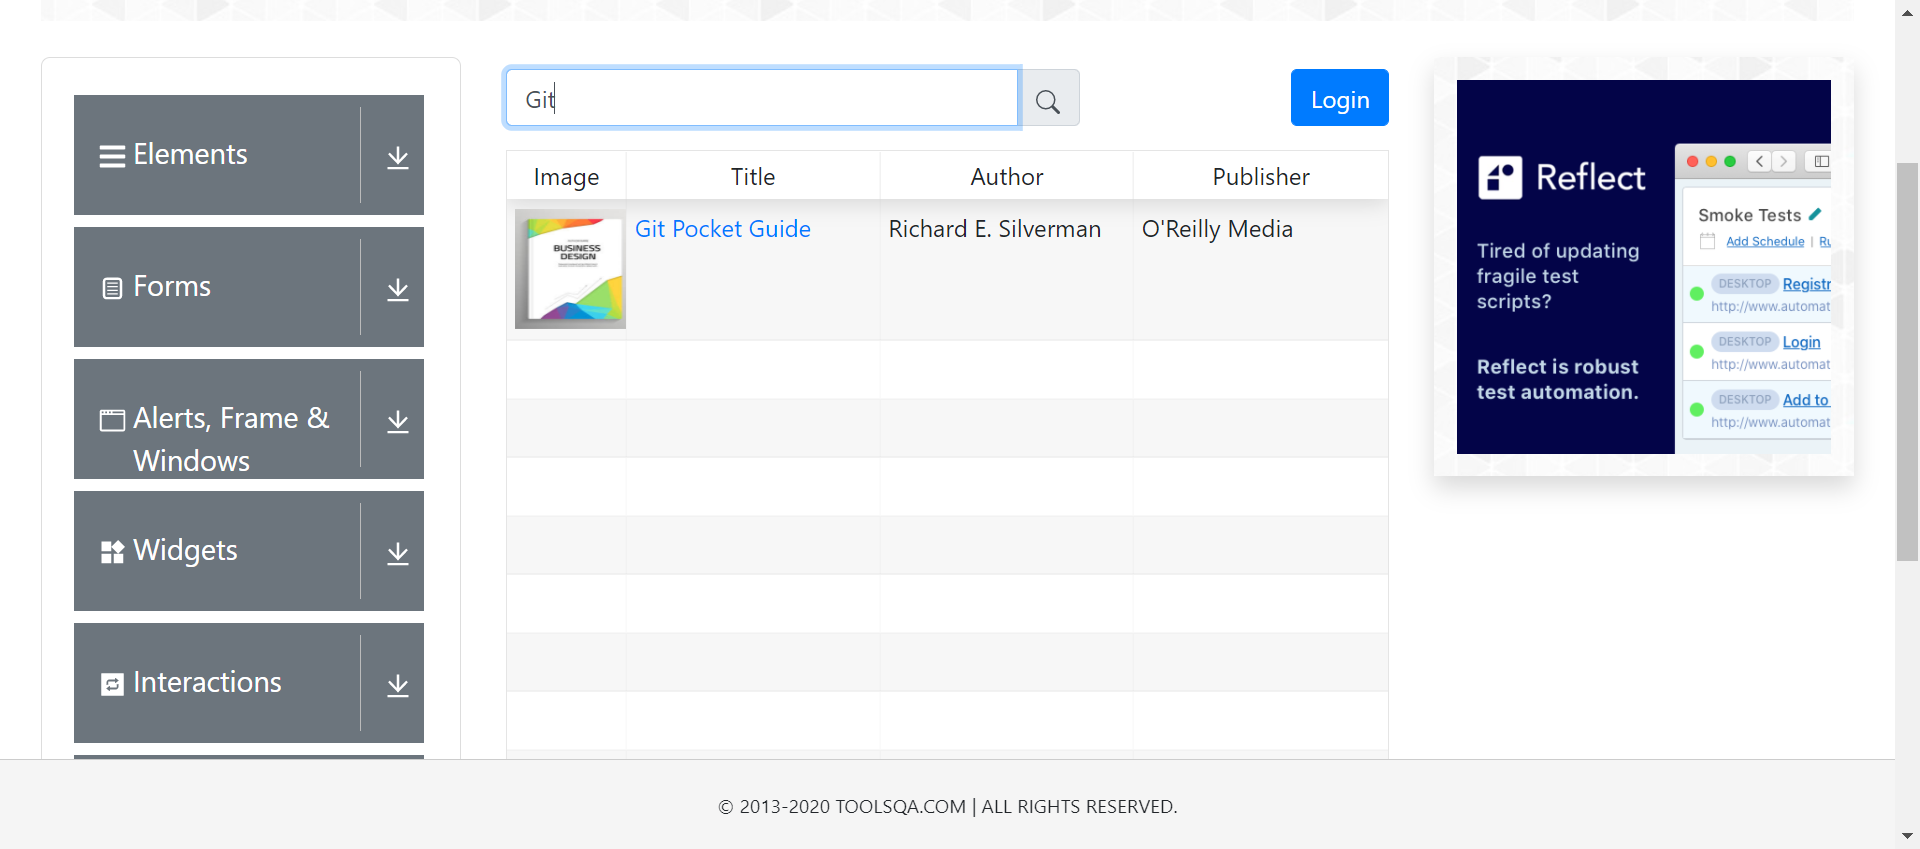 Elements
Forms
Alerts, Frame &
Windows
Widgets
Interactions
Git
Login
Image Title Author Publisher
BUSINESS
DESIGN
Git Pocket Guide Richard E. Silverman O'Reilly Media
Reflect
Tired of updating
fragile test
scripts?
Reflect is robust
test automation.
Smoke Tests
Add Schedule | Ru
DESKTOP Registr
http://www.automat
DESKTOP Login
http://www.automat
DESKTOP Add to
http://www.automat
© 2013-2020 TOOLSQA.COM | ALL RIGHTS RESERVED.